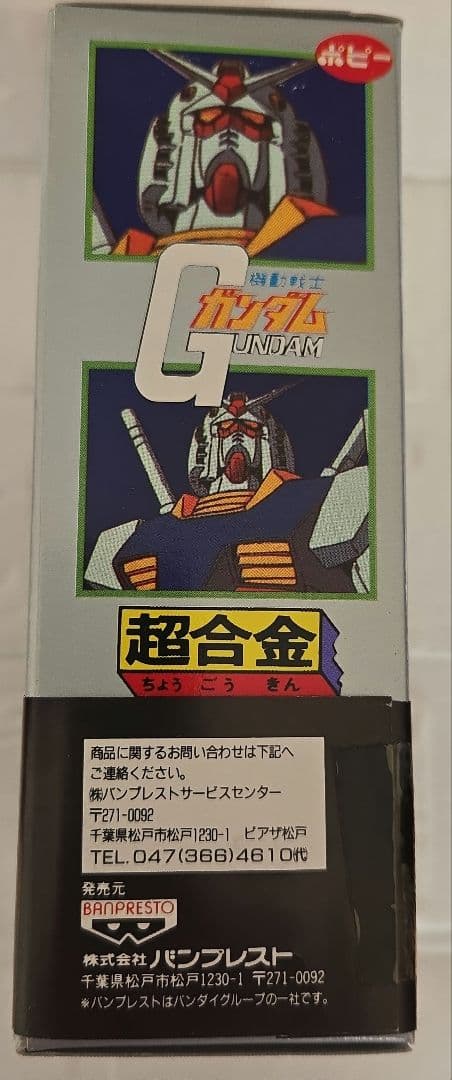 ポピー
機動戦士
ガンダム
GUNDAM
超合金
ちょう ごう きん
商品に関するお問い合わせは下記へ
ご連絡ください。
㈱バンプレストサービスセンター
〒271-0092
千葉県松戸市松戸1230-1 ピアザ松戸
TEL.047(366)4610㈹
発売元
BANPRESTO
株式会社バンプレスト
千葉県松戸市松戸1230-1 〒271-0092
※バンプレストはバンダイグループの一社です。